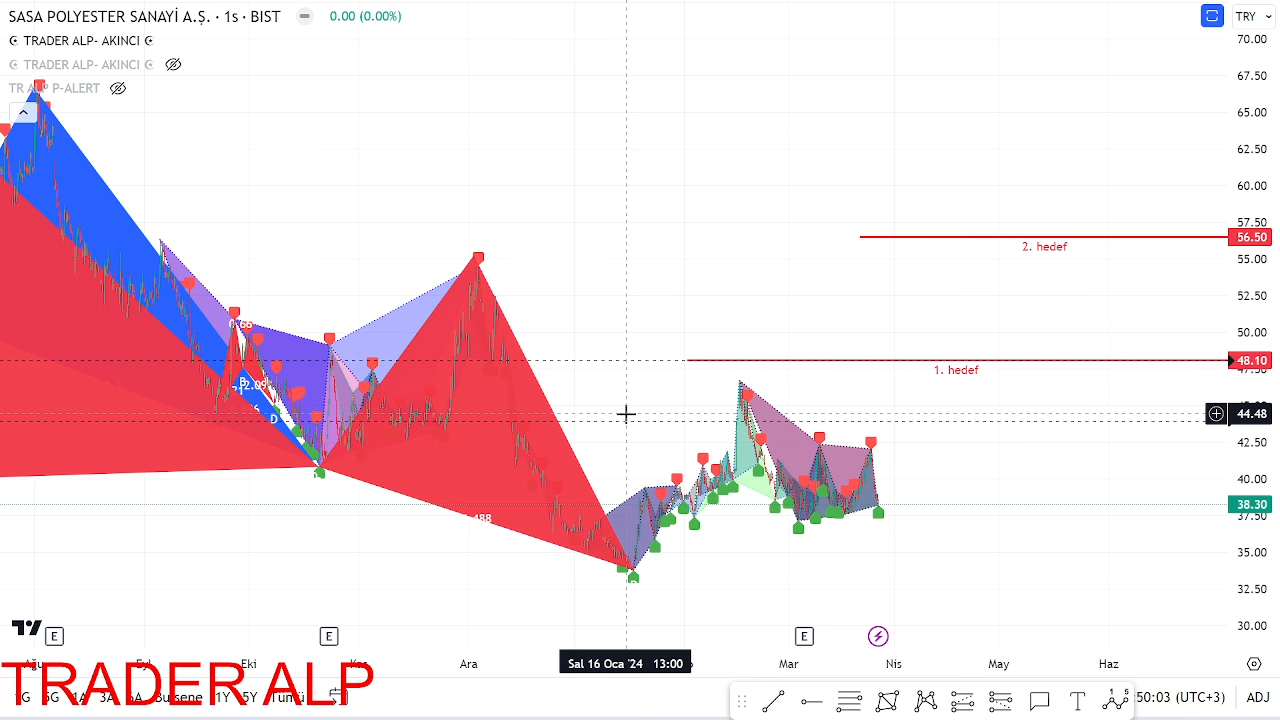 SASA POLYESTER SANAYİ A.Ş. · 1s · BIST 0.00 (0.00%)
TRADER ALP- AKINCI
TRADER ALP- AKINCI
TR ALP P-ALERT
TRY
70.00
67.50
65.00
62.50
60.00
57.50
56.50
2. hedef
55.00
52.50
50.00
48.10
1. hedef
44.48
42.50
40.00
38.30
35.00
32.50
30.00
E
E
E
Eki
Ara
Sal 16 Oca '24 13:00
Mar
Nis
May
Haz
TRADER ALP
50:03 (UTC+3)
ADJ